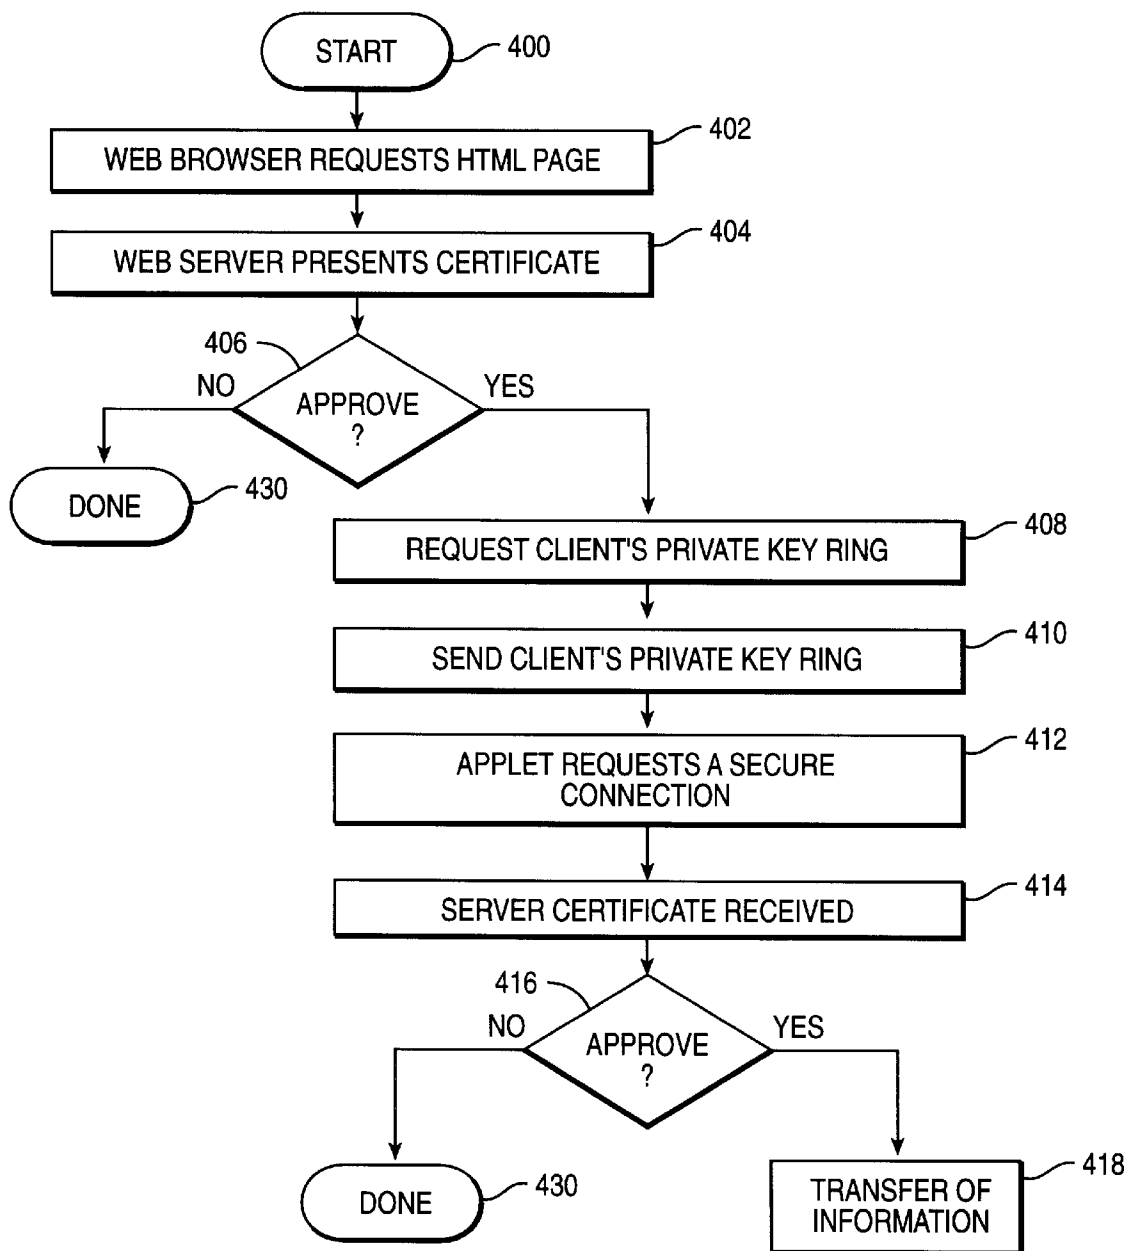 START
400
WEB BROWSER REQUESTS HTML PAGE
402
WEB SERVER PRESENTS CERTIFICATE
404
406
NO
YES
APPROVE
?
DONE
430
REQUEST CLIENT'S PRIVATE KEY RING
408
SEND CLIENT'S PRIVATE KEY RING
410
APPLET REQUESTS A SECURE
CONNECTION
412
SERVER CERTIFICATE RECEIVED
414
416
NO
YES
APPROVE
?
DONE
430
TRANSFER OF
INFORMATION
418